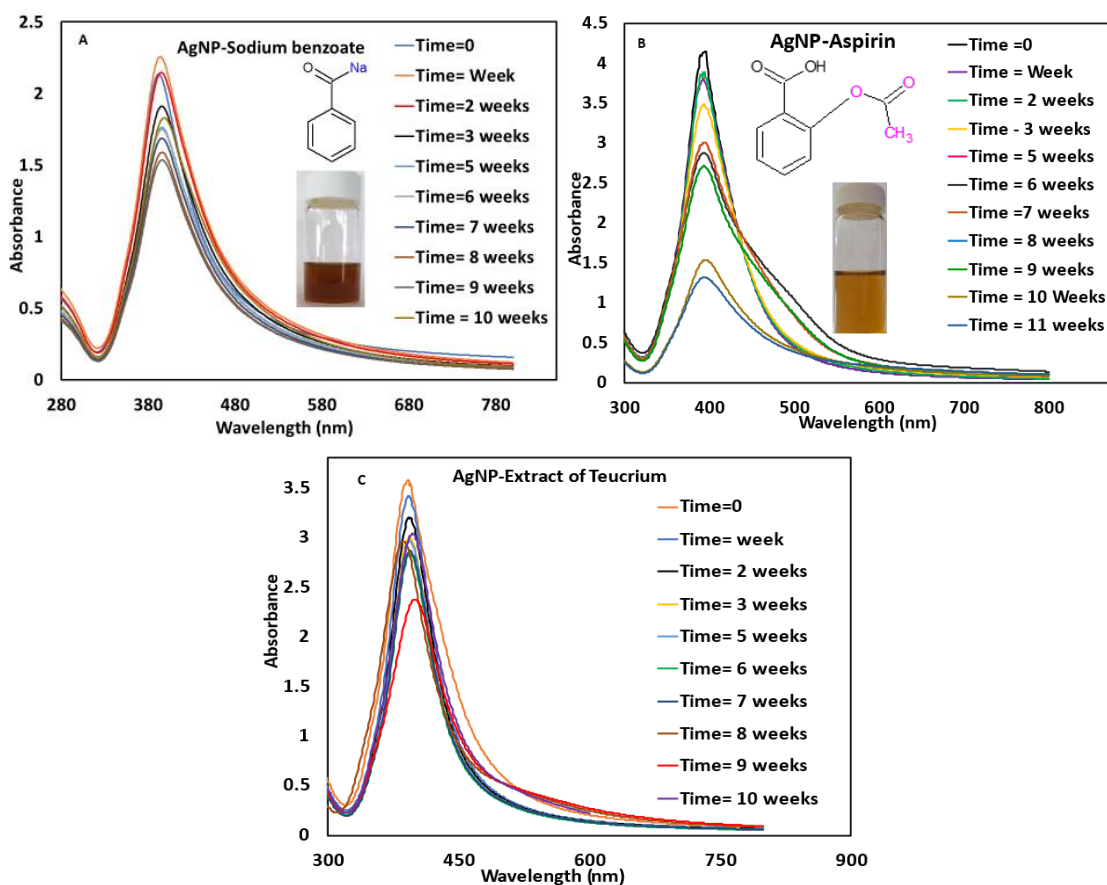 A
AgNP-Sodium benzoate
O
Na
2.5
2
1.5
1
0.5
0
280
380
480
580
680
780
Absorbance
Wavelength (nm)
Time=0
Time= Week
Time=2 weeks
Time=3 weeks
Time=5 weeks
Time=6 weeks
Time= 7 weeks
Time= 8 weeks
Time= 9 weeks
Time = 10 weeks
B
AgNP-Aspirin
O
OH
O
O
CH3
4.5
4
3.5
3
2.5
2
1.5
1
0.5
0
300
400
500
600
700
800
Absorbance
Wavelength (nm)
Time =0
Time = Week
Time = 2 weeks
Time - 3 weeks
Time = 5 weeks
Time = 6 weeks
Time =7 weeks
Time = 8 weeks
Time = 9 weeks
Time = 10 Weeks
Time = 11 weeks
C
AgNP-Extract of Teucrium
3.5
3
2.5
2
1.5
1
0.5
0
300
450
600
750
900
Absorbance
Wavelength (nm)
Time=0
Time= week
Time= 2 weeks
Time= 3 weeks
Time= 5 weeks
Time= 6 weeks
Time= 7 weeks
Time= 8 weeks
Time= 9 weeks
Time= 10 weeks